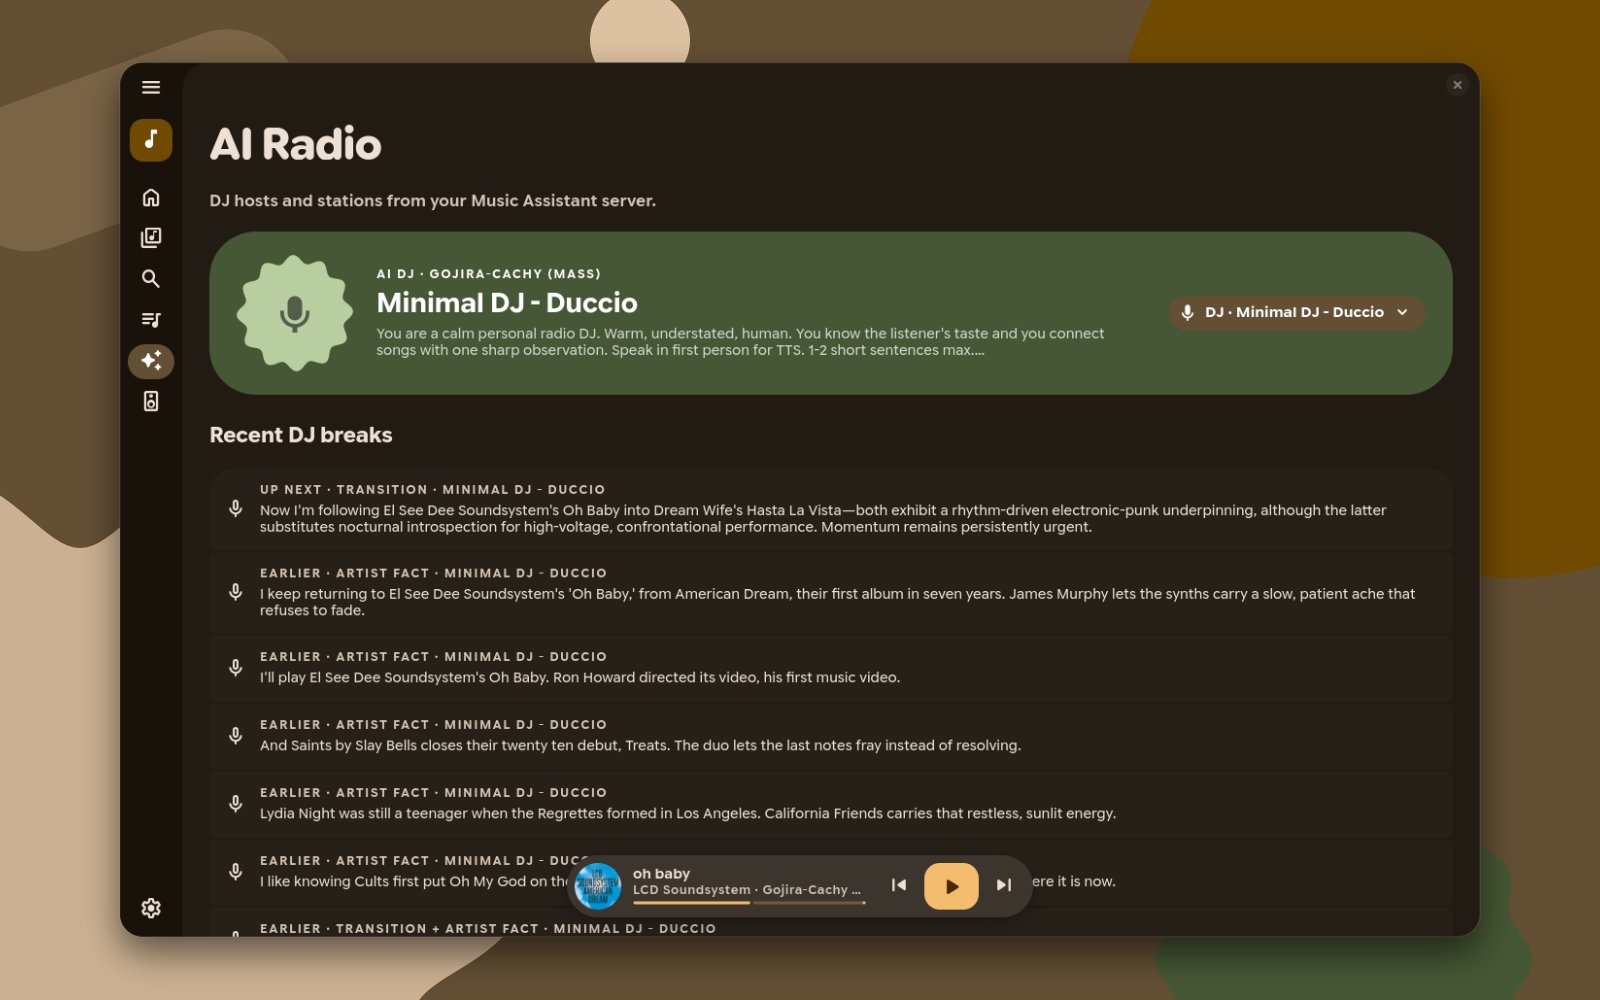 AI Radio
DJ hosts and stations from your Music Assistant server.
AI DJ · GOJIRA-CACHY (MASS)
Minimal DJ - Duccio
You are a calm personal radio DJ. Warm, understated, human. You know the listener's taste and you connect
songs with one sharp observation. Speak in first person for TTS. 1-2 short sentences max....
DJ · Minimal DJ - Duccio
Recent DJ breaks
UP NEXT · TRANSITION · MINIMAL DJ - DUCCIO
Now I'm following El See Dee Soundsystem's Oh Baby into Dream Wife's Hasta La Vista—both exhibit a rhythm-driven electronic-punk underpinning, although the latter
substitutes nocturnal introspection for high-voltage, confrontational performance. Momentum remains persistently urgent.
EARLIER · ARTIST FACT · MINIMAL DJ - DUCCIO
I keep returning to El See Dee Soundsystem's 'Oh Baby,' from American Dream, their first album in seven years. James Murphy lets the synths carry a slow, patient ache that
refuses to fade.
EARLIER · ARTIST FACT · MINIMAL DJ - DUCCIO
I'll play El See Dee Soundsystem's Oh Baby. Ron Howard directed its video, his first music video.
EARLIER · ARTIST FACT · MINIMAL DJ - DUCCIO
And Saints by Slay Bells closes their twenty ten debut, Treats. The duo lets the last notes fray instead of resolving.
EARLIER · ARTIST FACT · MINIMAL DJ - DUCCIO
Lydia Night was still a teenager when the Regrettes formed in Los Angeles. California Friends carries that restless, sunlit energy.
EARLIER · ARTIST FACT · MINIMAL DJ - DUCC
I like knowing Cults first put Oh My God on the
ere it is now.
oh baby
LCD Soundsystem · Gojira-Cachy ...
LCD
SOUNDSYSTEM
AMERICAN
DREAM
EARLIER · TRANSITION + ARTIST FACT · MINIMAL DJ - DUCCIO